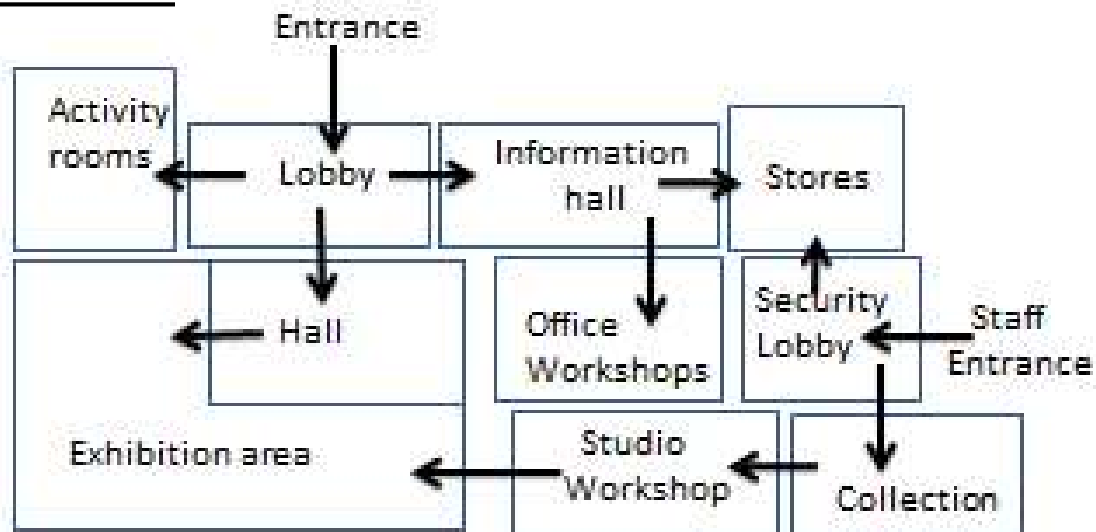 Entrance
Activity
rooms
Lobby
Information
hall
Stores
Hall
Office
Workshops
Security
Lobby
Staff
Entrance
Exhibition area
Studio
Workshop
Collection